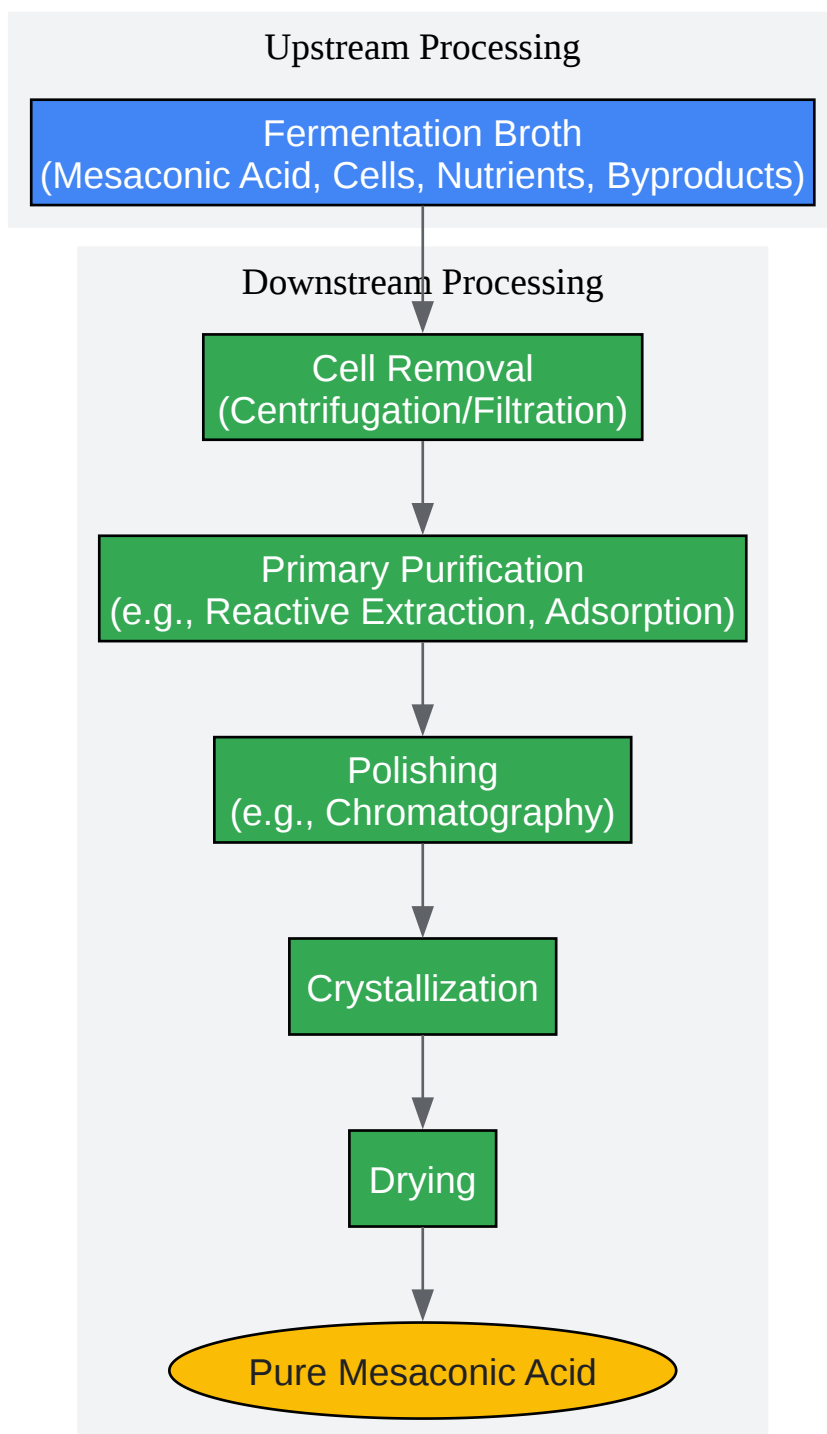 Upstream Processing
Fermentation Broth
(Mesaconic Acid, Cells, Nutrients, Byproducts)
Downstream Processing
Cell Removal
(Centrifugation/Filtration)
Primary Purification
(e.g., Reactive Extraction, Adsorption)
Polishing
(e.g., Chromatography)
Crystallization
Drying
Pure Mesaconic Acid